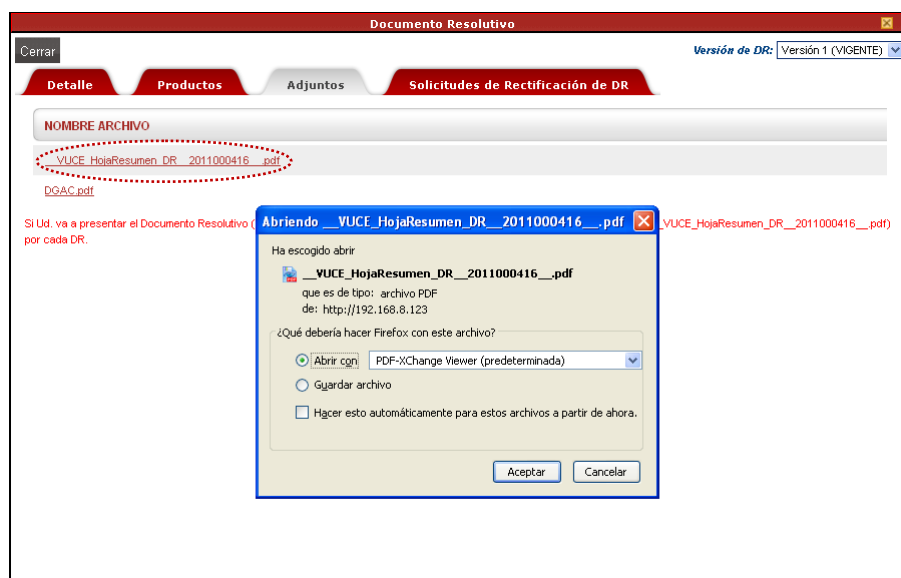 Documento Resolutivo
Cerrar
Versión de DR: Versión 1 (VIGENTE)
Detalle Productos Adjuntos Solicitudes de Rectificación de DR
NOMBRE ARCHIVO
__VUCE_HojaResumen_DR__2011000416__.pdf
DGAC.pdf
Si Ud. va a presentar el Documento Resolutivo ( _VUCE_HojaResumen_DR__2011000416__.pdf)
por cada DR.
Abriendo __VUCE_HojaResumen_DR__2011000416__.pdf
Ha escogido abrir
__VUCE_HojaResumen_DR__2011000416__.pdf
que es de tipo: archivo PDF
de: http://192.168.8.123
¿Qué debería hacer Firefox con este archivo?
Abrir con PDF-XChange Viewer (predeterminada)
Guardar archivo
Hacer esto automáticamente para estos archivos a partir de ahora.
Aceptar Cancelar